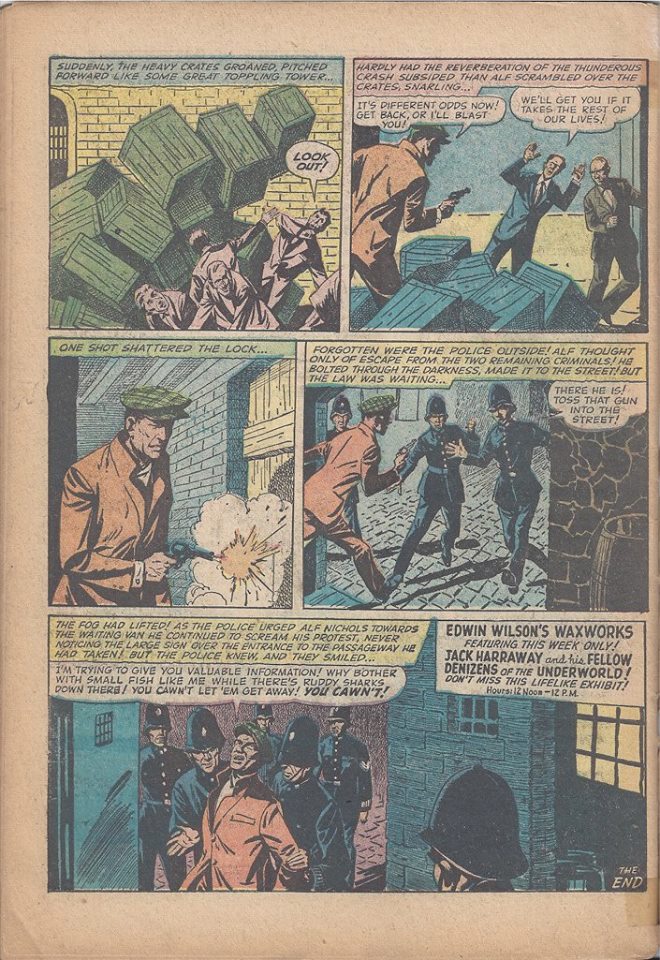 SUDDENLY, THE HEAVY CRATES GROANED, PITCHED
FORWARD LIKE SOME GREAT TOPPLING TOWER...
LOOK
OUT!
HARDLY HAD THE REVERBERATION OF THE THUNDEROUS
CRASH SUBSIDED THAN ALF SCRAMBLED OVER THE
CRATES, SNARLING...
IT'S DIFFERENT ODDS NOW!
GET BACK, OR I'LL BLAST
YOU!
WE'LL GET YOU IF IT
TAKES THE REST OF
OUR LIVES!
ONE SHOT SHATTERED THE LOCK...
FORGOTTEN WERE THE POLICE OUTSIDE! ALF THOUGHT
ONLY OF ESCAPE FROM THE TWO REMAINING CRIMINALS! HE
BOLTED THROUGH THE DARKNESS, MADE IT TO THE STREET! BUT
THE LAW WAS WAITING...
THERE HE IS!
TOSS THAT GUN
INTO THE
STREET!
THE FOG HAD LIFTED! AS THE POLICE URGED ALF NICHOLS TOWARDS
THE WAITING VAN HE CONTINUED TO SCREAM HIS PROTEST, NEVER
NOTICING THE LARGE SIGN OVER THE ENTRANCE TO THE PASSAGEWAY HE
HAD TAKEN! BUT THE POLICE KNEW, AND THEY SMILED...
I'M TRYING TO GIVE YOU VALUABLE INFORMATION! WHY BOTHER
WITH SMALL FISH LIKE ME WHILE THERE'S RUDDY SHARKS
DOWN THERE! YOU CAWN'T LET 'EM GET AWAY! YOU CAWN'T!
EDWIN WILSON'S WAXWORKS
FEATURING THIS WEEK ONLY!
JACK HARRAWAY and his FELLOW
DENIZENS OF THE UNDERWORLD!
DON'T MISS THIS LIFELIKE EXHIBIT!
HOURS: 12 NOON - 12 P.M.
THE
END